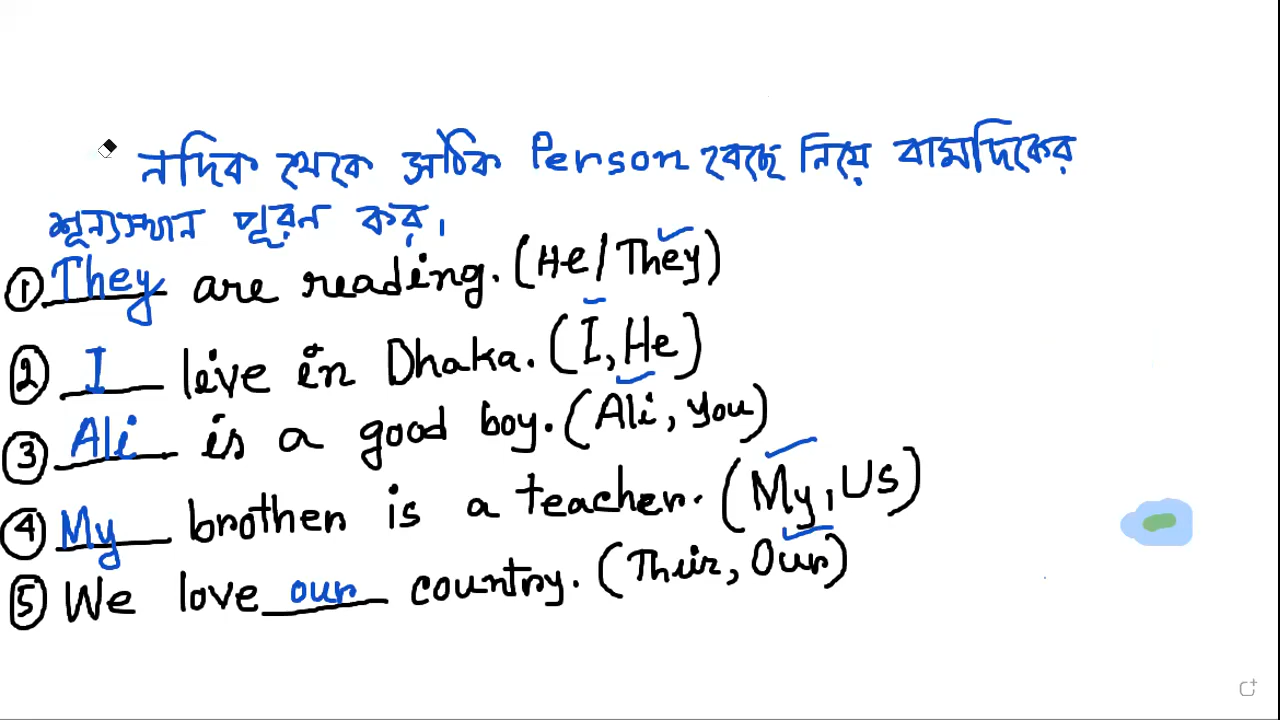 নদিক থেকে সঠিক Person বেছে নিয়ে বামদিকের
শূন্যস্থান পূরন কর।
① They are reading. (He/They)
② I live in Dhaka. (I, He)
③ Ali is a good boy. (Ali, You)
④ My brother is a teacher. (My, Us)
⑤ We love our country. (Their, Our)